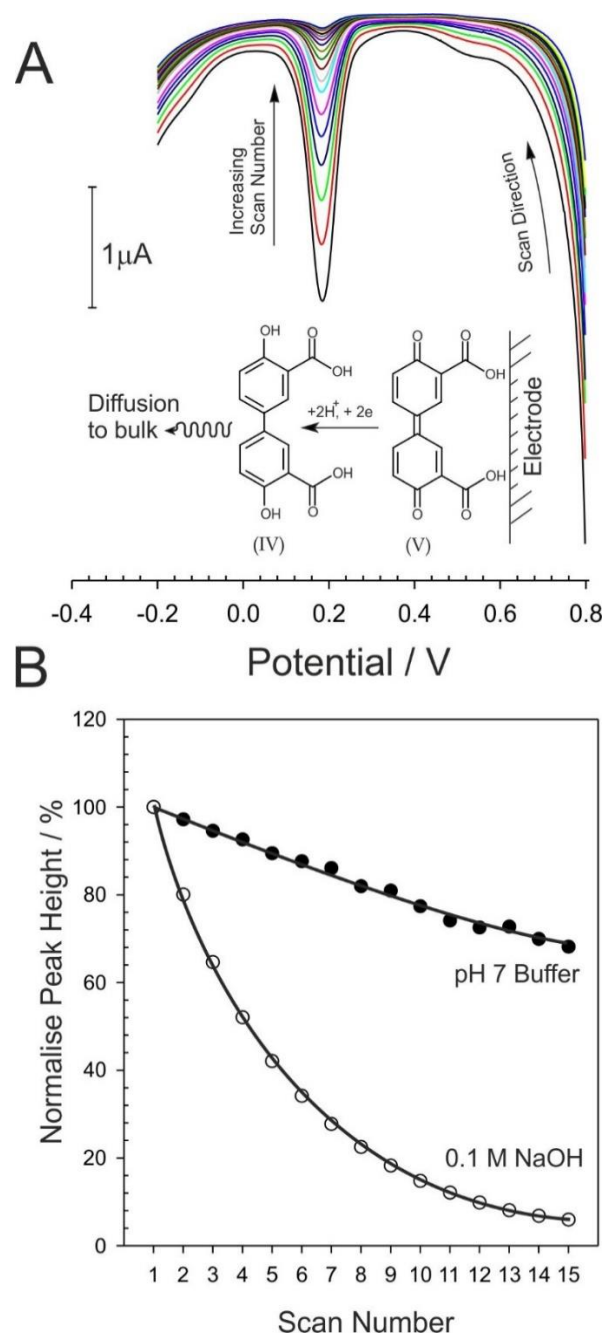 A
Increasing
Scan Number
Scan Direction
1μA
OH
O
OH
O
OH
O
Diffusion
to bulk
+2H⁺, + 2e
Electrode
OH
O
OH
O
O
OH
O
(IV)
(V)
-0.4 -0.2 0.0 0.2 0.4 0.6 0.8
Potential / V
B
120
100
80
60
40
20
0
Normalise Peak Height / %
pH 7 Buffer
0.1 M NaOH
1 2 3 4 5 6 7 8 9 10 11 12 13 14 15
Scan Number